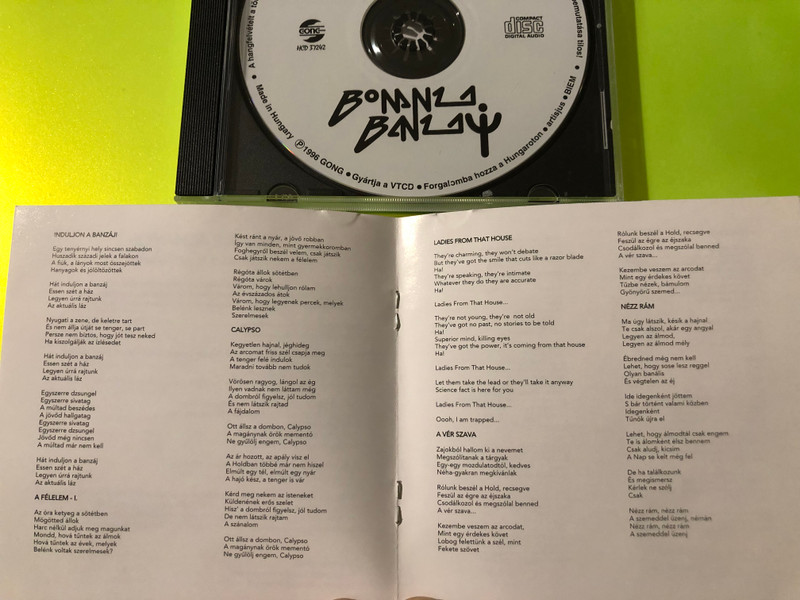 A hangfelvételt a tö
GONG
HCD 37842
COMPACT
disc
DIGITAL AUDIO
emutatása tilos!
BONANZA
BANZAI
Made in Hungary ℗ 1996 GONG • Gyártja a VTCD • Forgalomba hozza a Hungaroton • artisjus • BIEM •
INDULJON A BANZÁJ!
Egy tenyérnyi hely sincsen szabadon
Huszadik századi jelek a falakon
A fiúk, a lányok most összejöttek
Hanyagok és jólöltözöttek
Hát induljon a banzáj
Essen szét a ház
Legyen úrrá rajtunk
Az aktuális láz
Nyugati a zene, de keletre tart
És nem állja útját se tenger, se part
Persze nem biztos, hogy jót tesz neked
Ha kiszolgálják az ízlésedet
Hát induljon a banzáj
Essen szét a ház
Legyen úrrá rajtunk
Az aktuális láz
Egyszerre dzsungel
Egyszerre sivatag
A múltad beszédes
A jövőd hallgatag
Egyszerre sivatag
Egyszerre dzsungel
Jövőd még nincsen
A múltad már nem kell
Hát induljon a banzáj
Essen szét a ház
Legyen úrrá rajtunk
Az aktuális láz
A FÉLELEM - I.
Az óra ketyeg a sötétben
Mögötted állok
Harc nélkül adjuk meg magunkat
Mondd, hová tűntek az álmok
Hová tűntek az évek, melyek
Belénk voltak szerelmesek?
Kést ránt a nyár, a jövő robban
Így van minden, mint gyermekkoromban
Foghegyről beszél velem, csak játszik
Csak játszik nekem a félelem
Régóta állok sötétben
Régóta várok
Várom, hogy lehulljon rólam
Az évszázados átok
Várom, hogy legyenek percek, melyek
Belénk lesznek
Szerelmesek
CALYPSO
Kegyetlen hajnal, jéghideg
Az arcomat friss szél csapja meg
A tenger felé indulok
Maradni tovább nem tudok
Vörösen ragyog, lángol az ég
Ilyen vadnak nem láttam még
A dombról figyelsz, jól tudom
És nem látszik rajtad
A fájdalom
Ott állsz a dombon, Calypso
A magánynak örök mementó
Ne gyűlölj engem, Calypso
Az ár hozott, az apály visz el
A Holdban többé már nem hiszel
Elmúlt egy tél, elmúlt egy nyár
A hajó kész, a tenger is vár
Kérd meg nekem az isteneket
Küldenének erős szelet
Hisz' a dombról figyelsz, jól tudom
De nem látszik rajtam
A szánalom
Ott állsz a dombon, Calypso
A magánynak örök mementó
Ne gyűlölj engem, Calypso
LADIES FROM THAT HOUSE
They're charming, they won't debate
But they've got the smile that cuts like a razor blade
Ha!
They're speaking, they're intimate
Whatever they do they are accurate
Ha!
Ladies From That House...
They're not young, they're not old
They've got no past, no stories to be told
Ha!
Superior mind, killing eyes
They've got the power, it's coming from that house
Ha!
Ladies From That House...
Let them take the lead or they'll take it anyway
Science fact is here for you
Ladies From That House...
Oooh, I am trapped...
A VÉR SZAVA
Zajokból hallom ki a nevemet
Megszólítanak a tárgyak
Egy-egy mozdulatodtól, kedves
Néha-gyakran megkívánlak
Rólunk beszél a Hold, recsegve
Feszül az égre az éjszaka
Csodálkozol és megszólal benned
A vér szava...
Kezembe veszem az arcodat,
Mint egy érdekes követ
Lobog felettünk a szél, mint
Fekete szövet
Rólunk beszél a Hold, recsegve
Feszül az égre az éjszaka
Csodálkozol és megszólal benned
A vér szava...
Kezembe veszem az arcodat
Mint egy érdekes követ
Tűzbe nézek, bámulom
Gyönyörű szemed...
NÉZZ RÁM
Ma úgy látszik, késik a hajnal
Te csak alszol, akár egy angyal
Legyen az álmod,
Legyen az álmod mély
Ébredned még nem kell
Lehet, hogy sose lesz reggel
Olyan banális
És végtelen az éj
Ide idegenként jöttem
S bár történt valami közben
Idegenként
Tűnök újra el
Lehet, hogy álmodtál csak engem
Te is álomként élsz bennem
Csak aludj, kicsim
A Nap se kelt még fel
De ha találkozunk
És megismersz
Kérlek ne szólj
Csak
Nézz rám, nézz rám
A szemeddel üzenj, némán
Nézz rám, nézz rám
A szemeddel üzenj